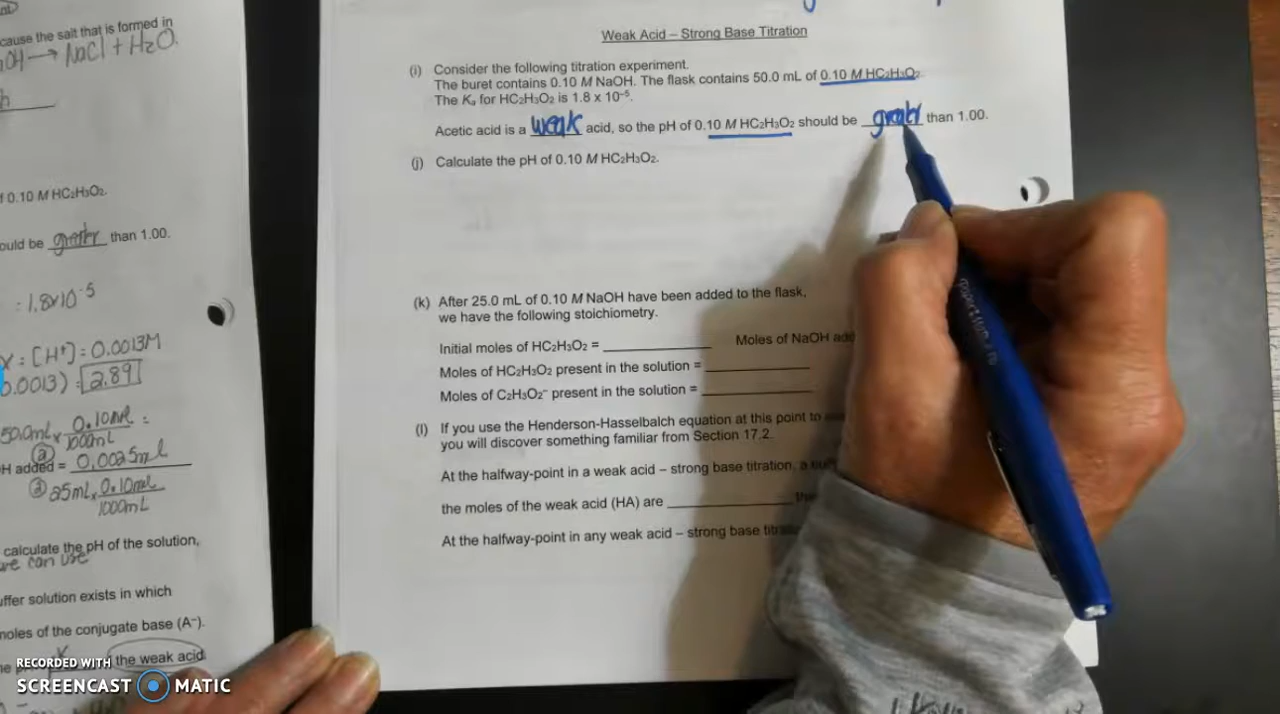 cause the salt that is formed in
OH → NaCl + H2O.
f 0.10 M HC2H3O2.
ould be greater than 1.00.
= 1.8x10^-5
X = [H+] = 0.0013M
0.0013) = 2.89
50.0mL x 0.10mol =
1000mL
H added = 0.0025mol
25mL x 0.10mol
1000mL
calculate the pH of the solution,
we can use
uffer solution exists in which
moles of the conjugate base (A⁻).
the weak acid
RECORDED WITH
SCREENCAST MATIC
Weak Acid – Strong Base Titration
(i) Consider the following titration experiment.
The buret contains 0.10 M NaOH. The flask contains 50.0 mL of 0.10 M HC2H3O2.
The Ka for HC2H3O2 is 1.8 x 10⁻⁵.
Acetic acid is a weak acid, so the pH of 0.10 M HC2H3O2 should be greater than 1.00.
(j) Calculate the pH of 0.10 M HC2H3O2.
(k) After 25.0 mL of 0.10 M NaOH have been added to the flask,
we have the following stoichiometry.
Initial moles of HC2H3O2 = ________ Moles of NaOH add
Moles of HC2H3O2 present in the solution = ________
Moles of C2H3O2⁻ present in the solution = ________
(l) If you use the Henderson-Hasselbalch equation at this point to
you will discover something familiar from Section 17.2.
At the halfway-point in a weak acid – strong base titration, a
the moles of the weak acid (HA) are ________
At the halfway-point in any weak acid – strong base